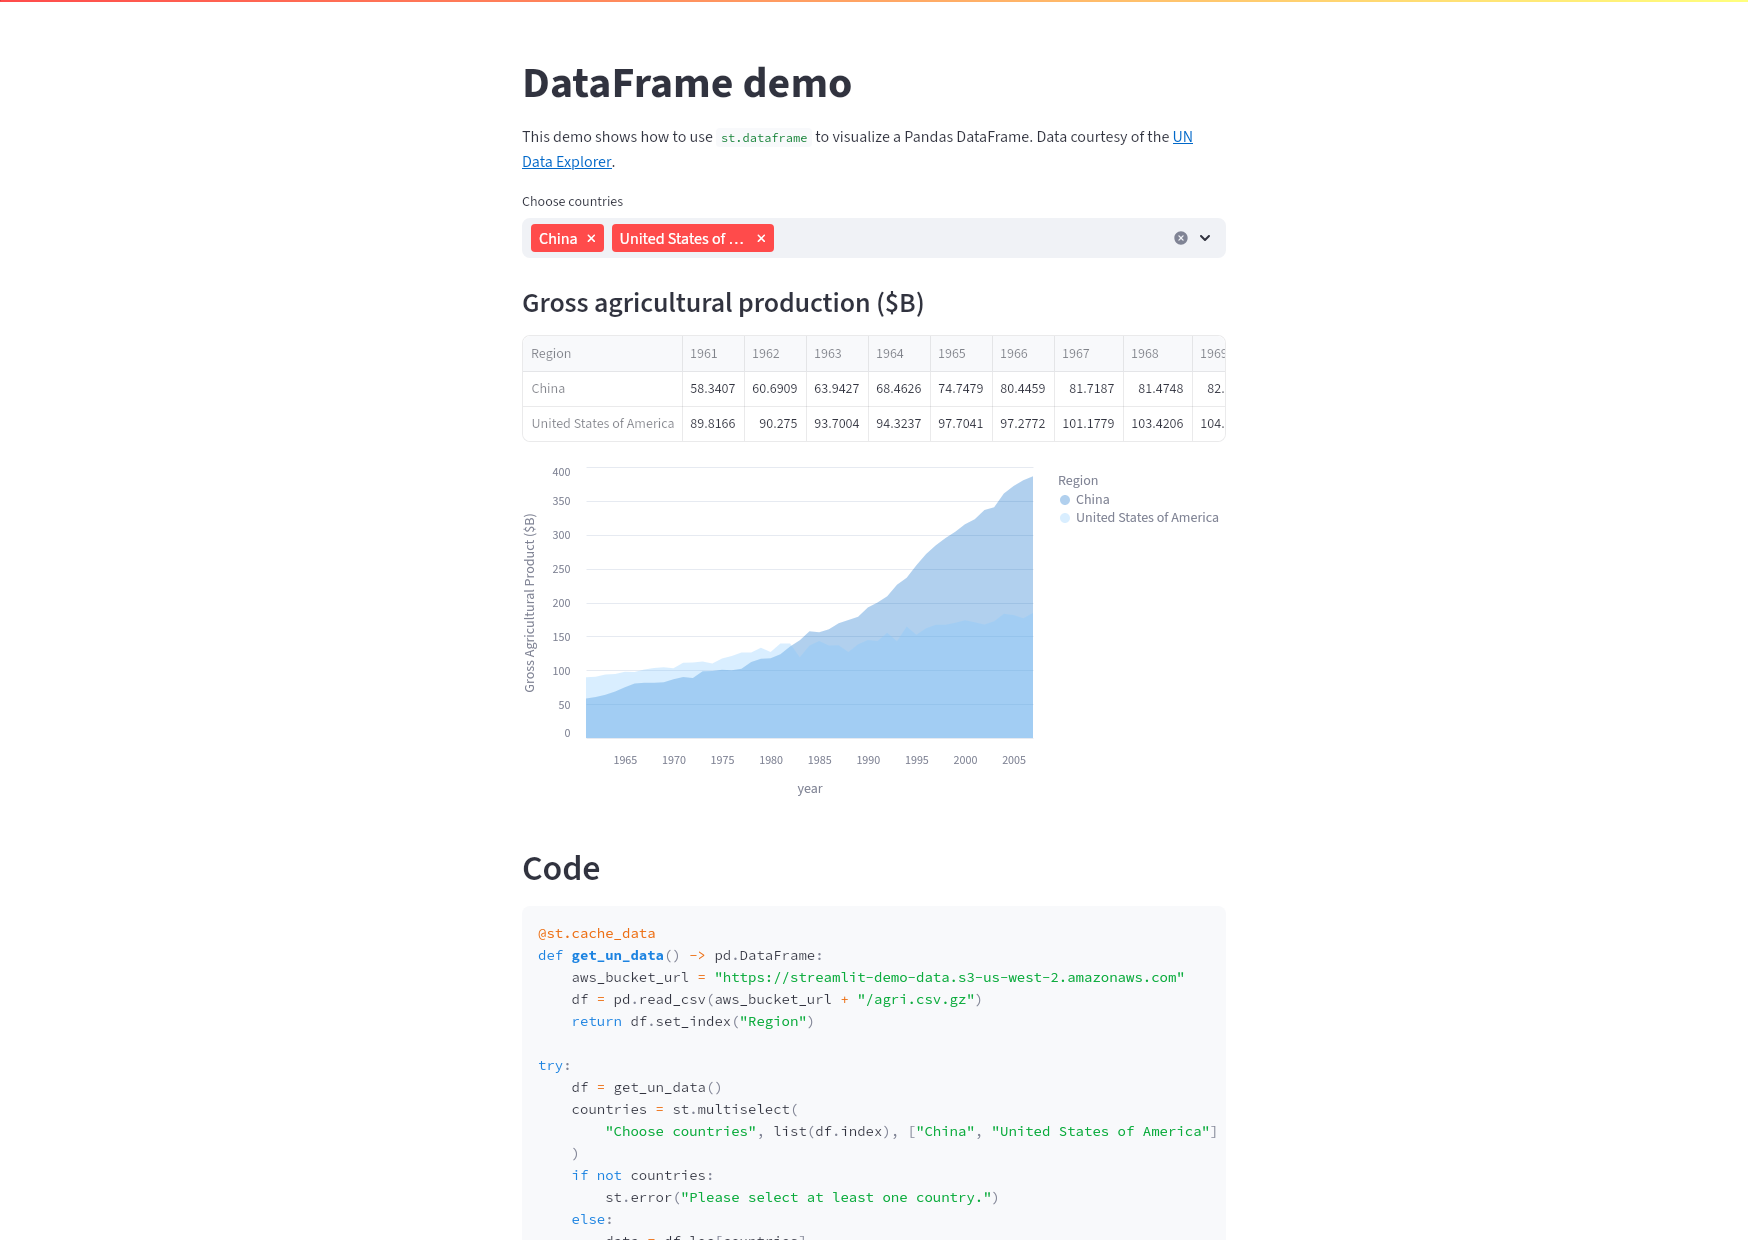 DataFrame demo
This demo shows how to use st.dataframe to visualize a Pandas DataFrame. Data courtesy of the UN
Data Explorer.
Choose countries
China × United States of ... ×
Gross agricultural production ($B)
Region 1961 1962 1963 1964 1965 1966 1967 1968 1969
China 58.3407 60.6909 63.9427 68.4626 74.7479 80.4459 81.7187 81.4748 82.
United States of America 89.8166 90.275 93.7004 94.3237 97.7041 97.2772 101.1779 103.4206 104.
Gross Agricultural Product ($B)
400
350
300
250
200
150
100
50
0
1965 1970 1975 1980 1985 1990 1995 2000 2005
year
Region
China
United States of America
Code
@st.cache_data
def get_un_data() -> pd.DataFrame:
    aws_bucket_url = "https://streamlit-demo-data.s3-us-west-2.amazonaws.com"
    df = pd.read_csv(aws_bucket_url + "/agri.csv.gz")
    return df.set_index("Region")
try:
    df = get_un_data()
    countries = st.multiselect(
        "Choose countries", list(df.index), ["China", "United States of America"]
    )
    if not countries:
        st.error("Please select at least one country.")
    else:
        data = df.loc[countries]